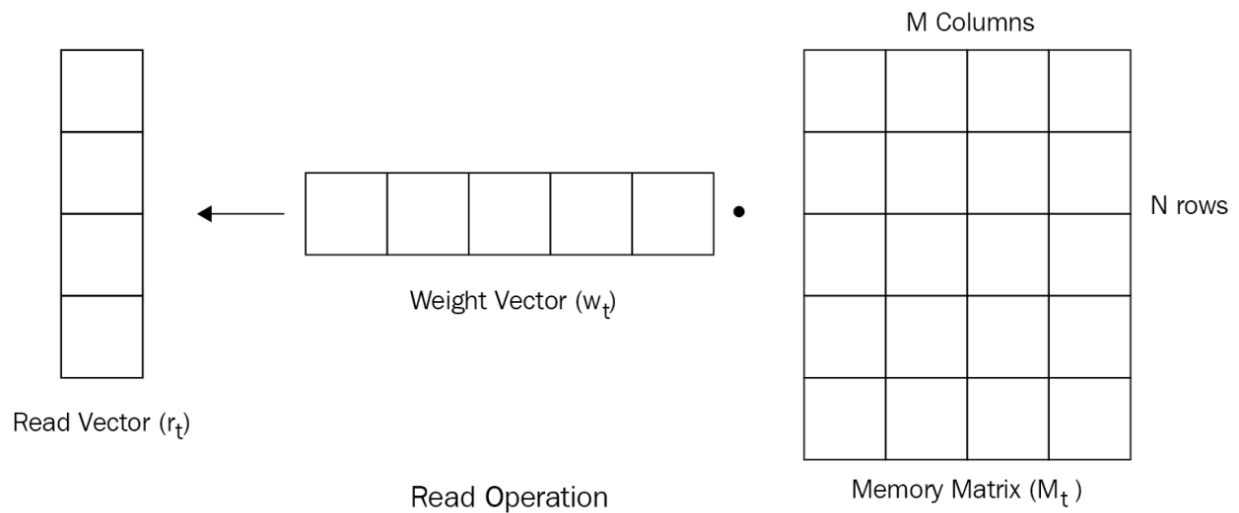 M Columns
N rows
Weight Vector (wt)
Read Vector (rt)
Read Operation
Memory Matrix (Mt )